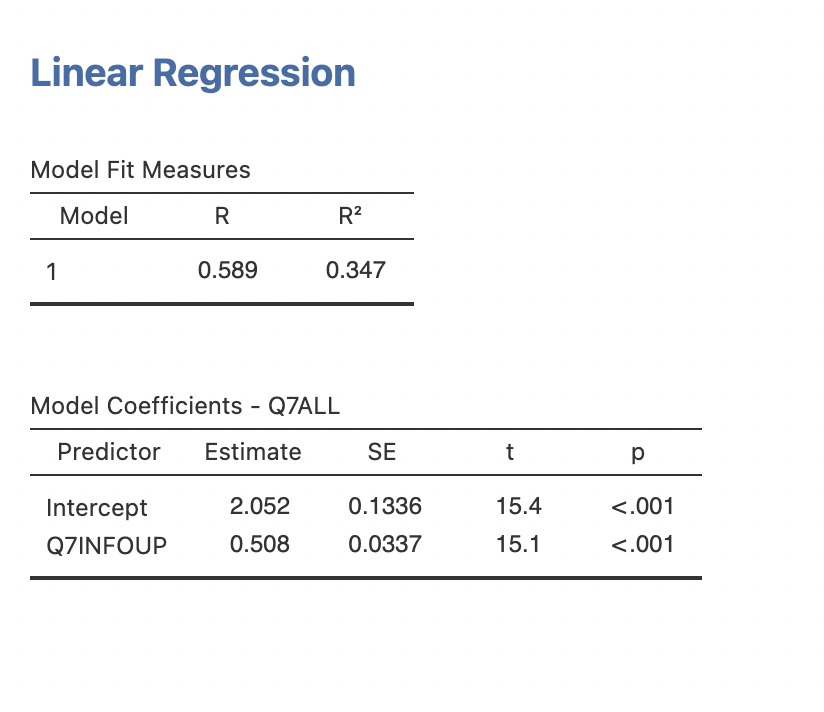 Linear Regression
Model Fit Measures
Model R R²
1 0.589 0.347
Model Coefficients - Q7ALL
Predictor Estimate SE t p
Intercept 2.052 0.1336 15.4 <.001
Q7INFOUP 0.508 0.0337 15.1 <.001